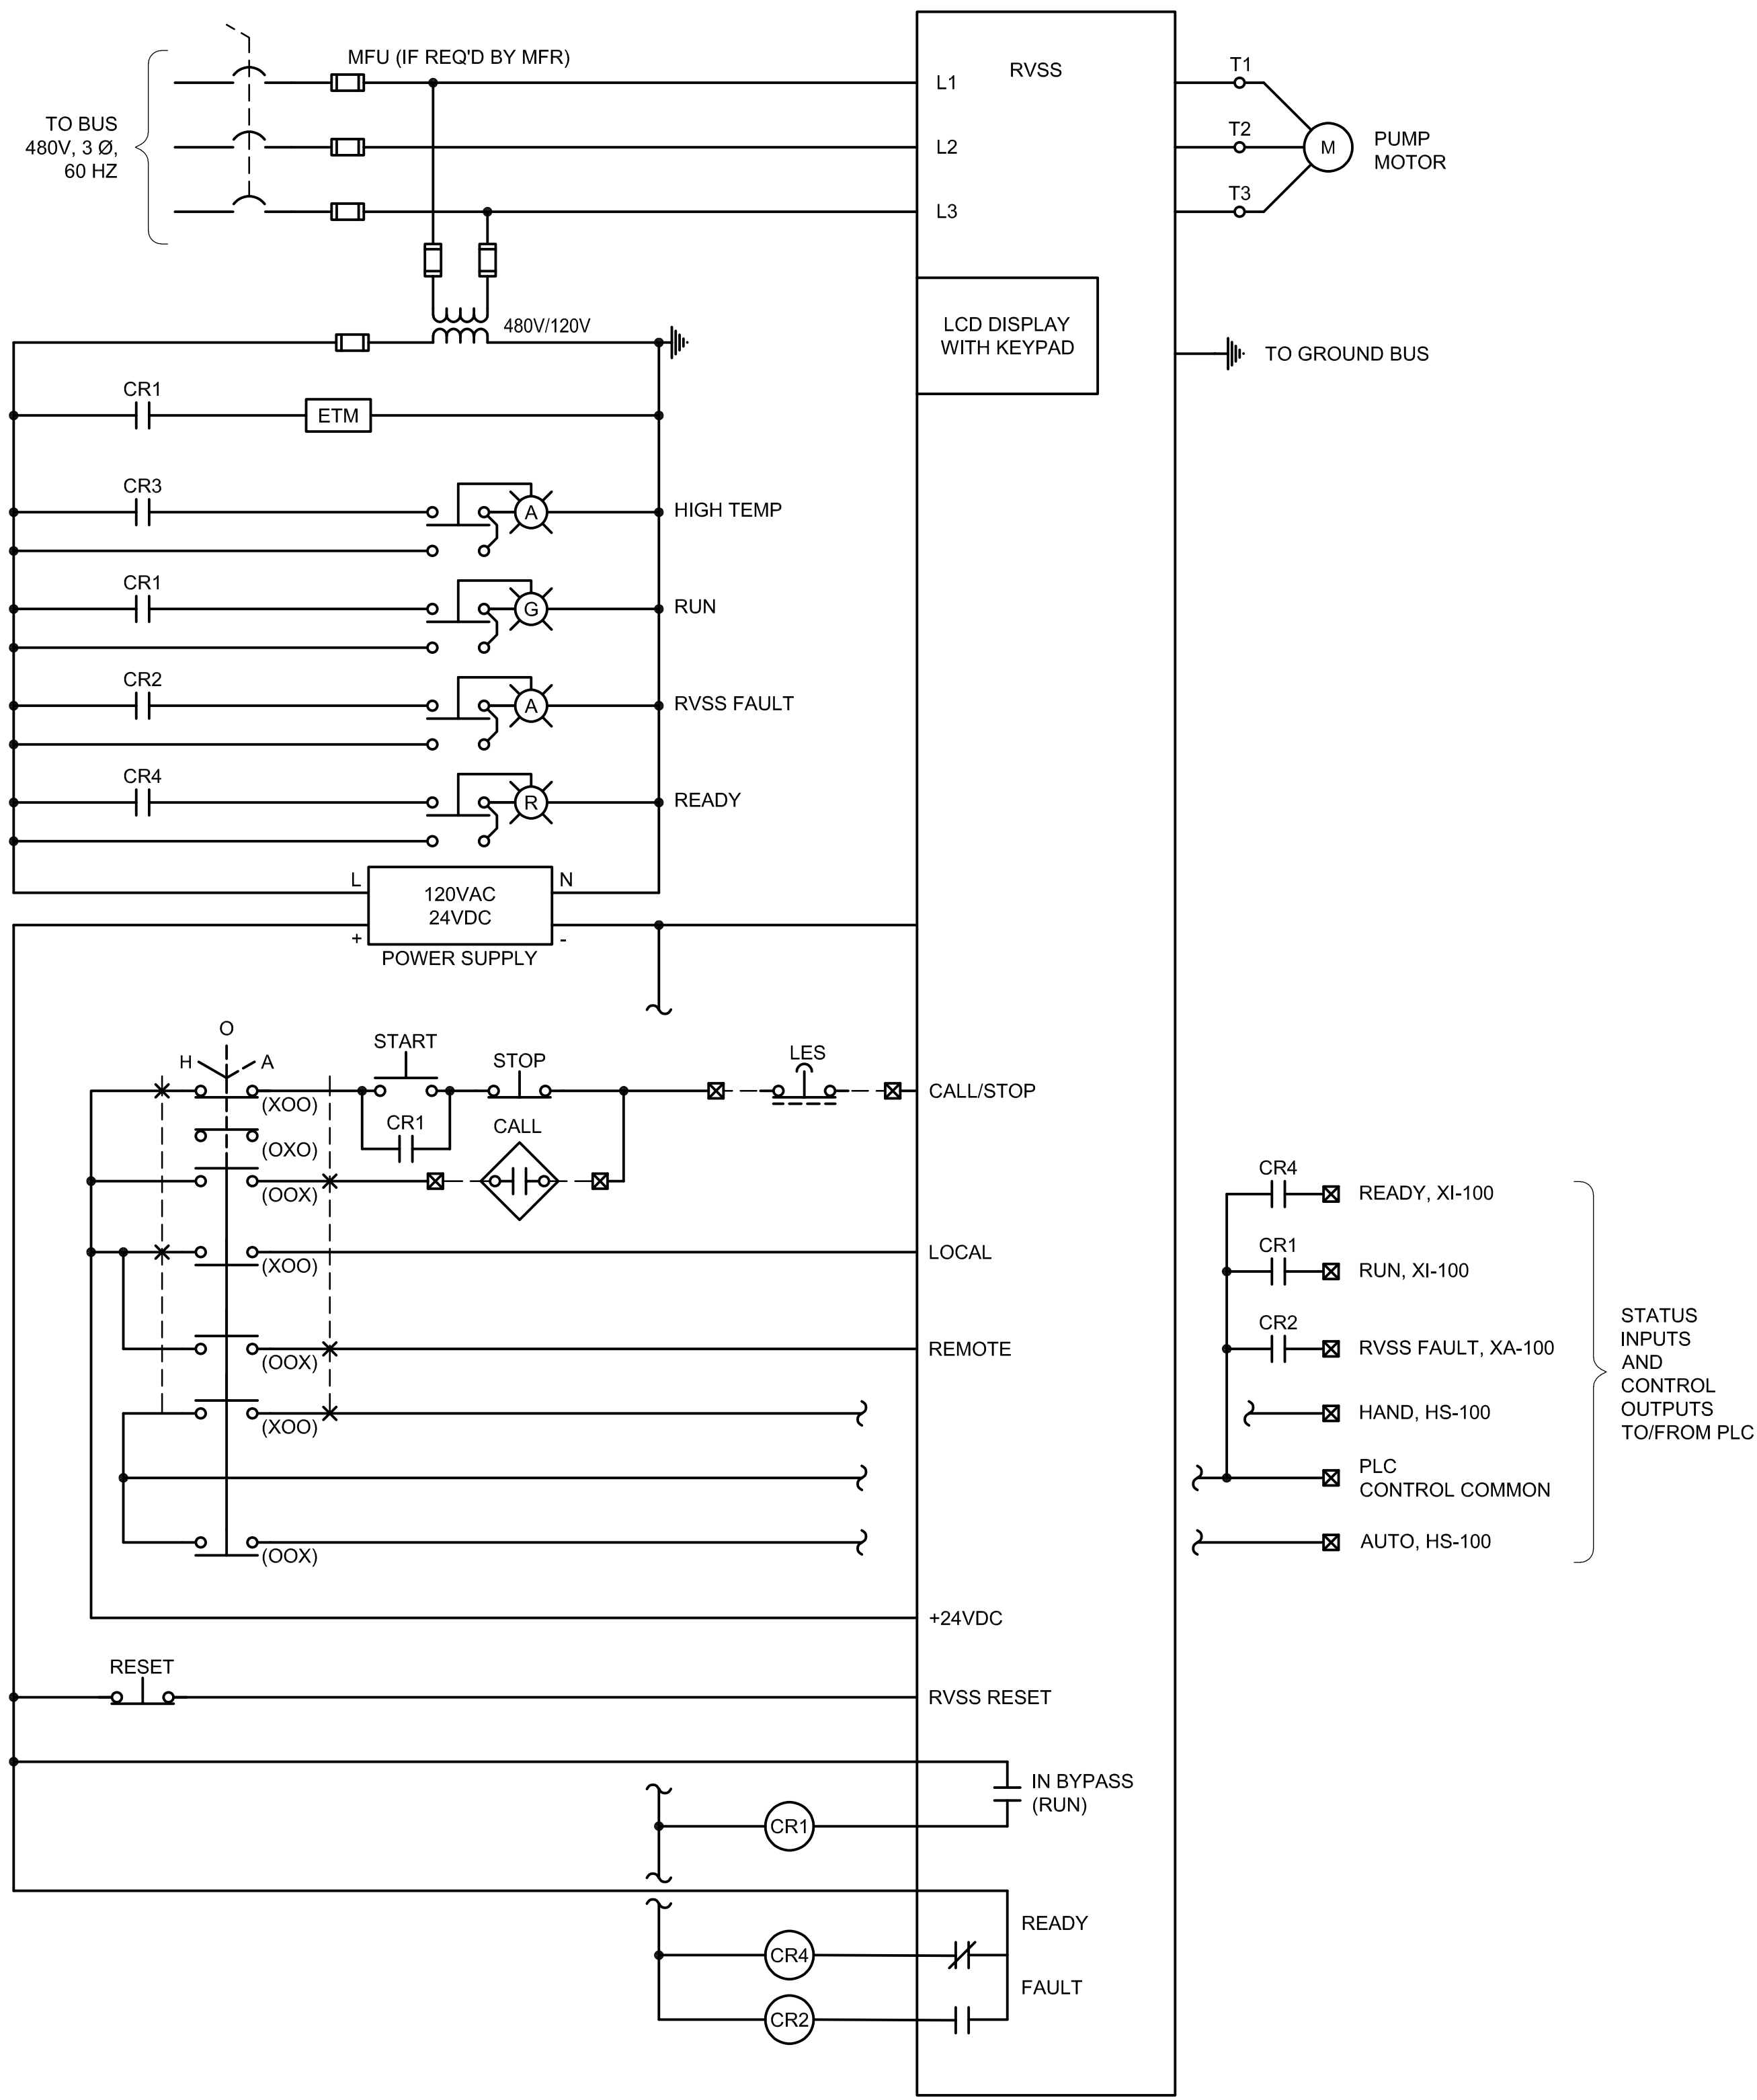 MFU (IF REQ'D BY MFR)
TO BUS
480V, 3 Ø,
60 HZ
RVSS
L1
L2
L3
T1
T2
T3
M
PUMP
MOTOR
480V/120V
LCD DISPLAY
WITH KEYPAD
TO GROUND BUS
CR1
ETM
CR3
A
HIGH TEMP
CR1
G
RUN
CR2
A
RVSS FAULT
CR4
R
READY
L
120VAC
24VDC
N
+
-
POWER SUPPLY
O
H
A
(XOO)
START
STOP
LES
CALL/STOP
CR1
CALL
(OXO)
(OOX)
(XOO)
LOCAL
(OOX)
REMOTE
(XOO)
(OOX)
CR4
READY, XI-100
CR1
RUN, XI-100
CR2
RVSS FAULT, XA-100
HAND, HS-100
PLC
CONTROL COMMON
AUTO, HS-100
STATUS
INPUTS
AND
CONTROL
OUTPUTS
TO/FROM PLC
+24VDC
RESET
RVSS RESET
IN BYPASS
(RUN)
CR1
READY
CR4
FAULT
CR2